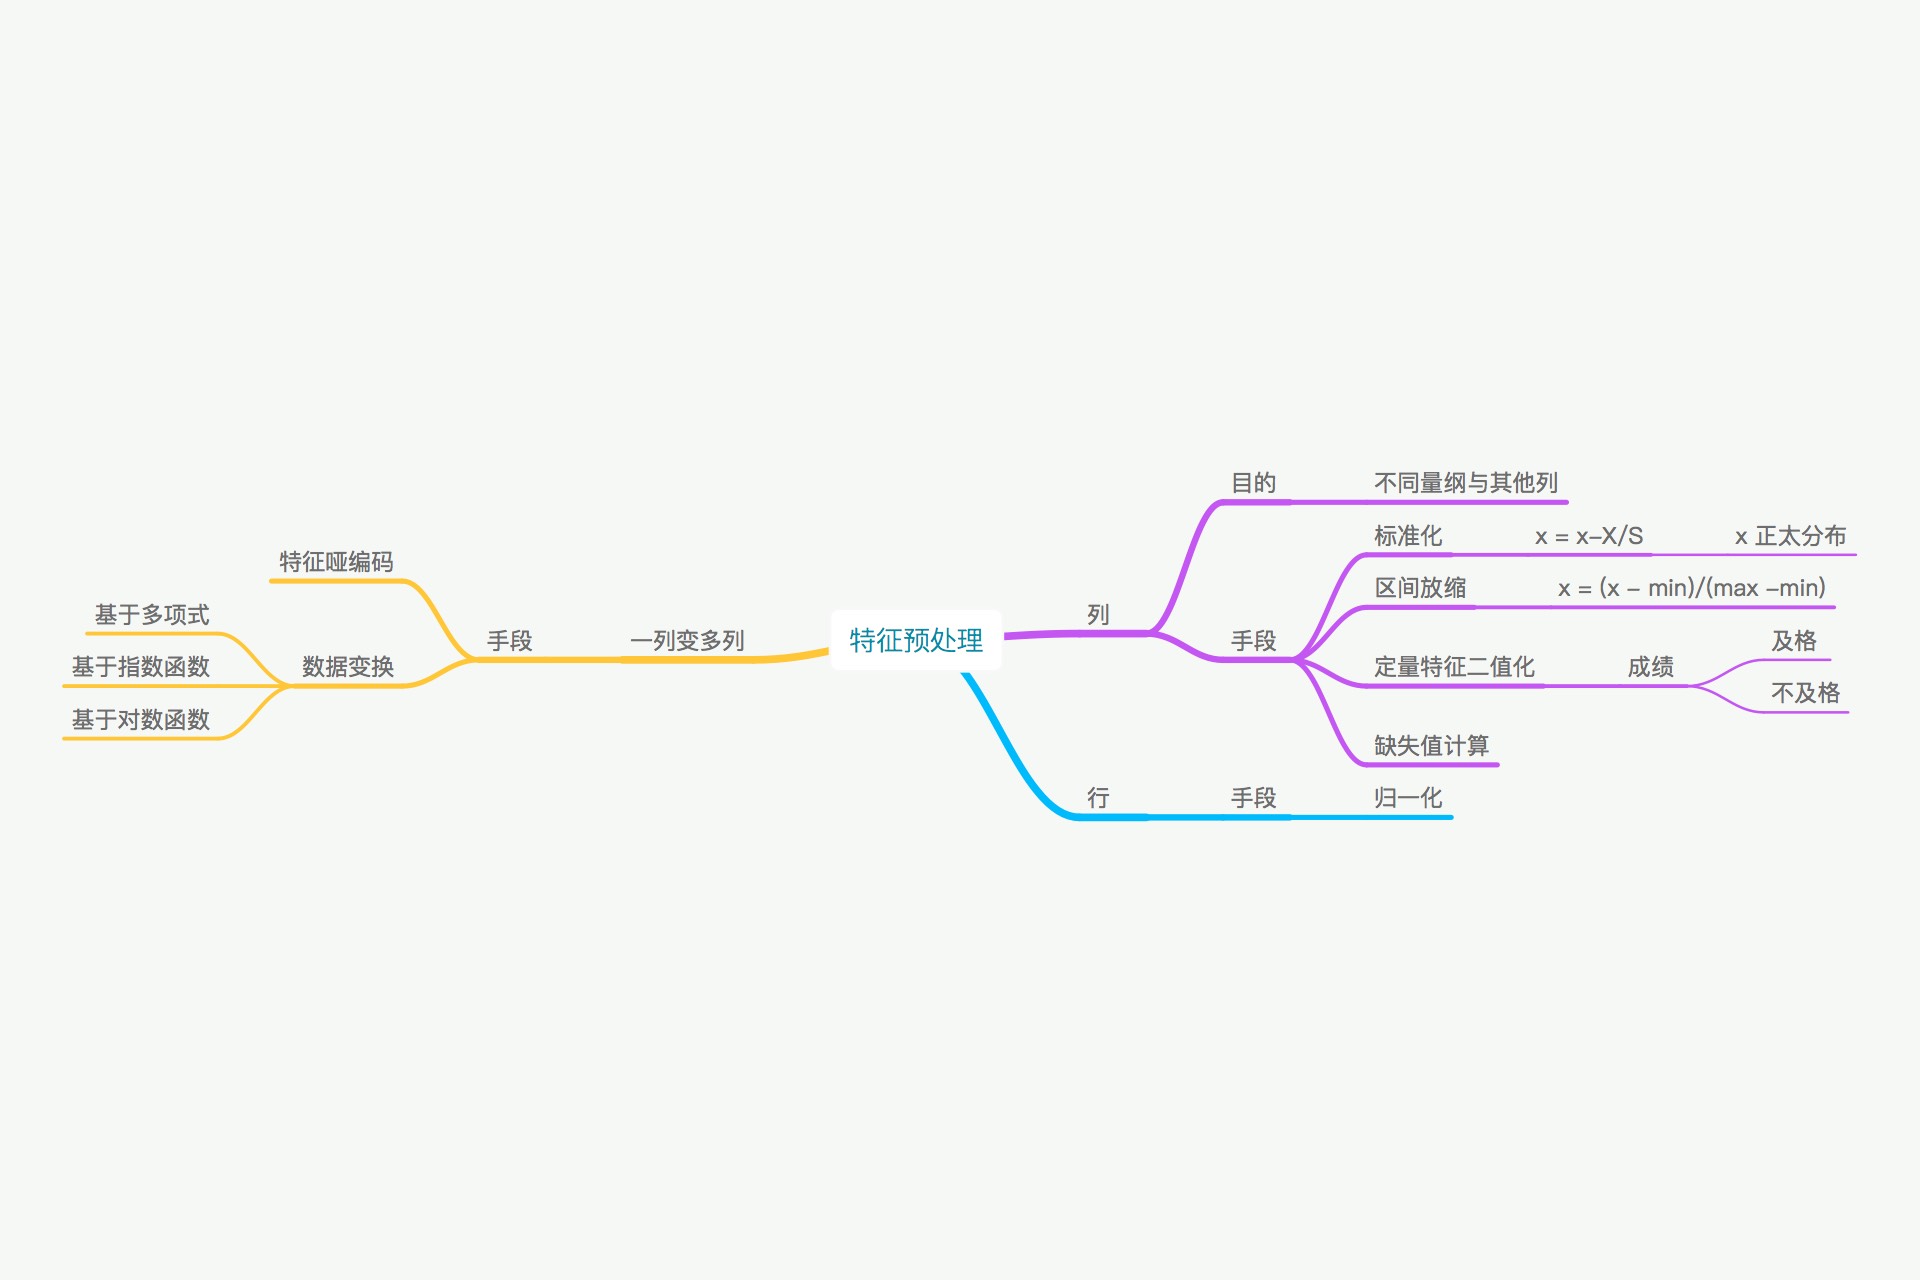 特征预处理
列
目的
不同量纲与其他列
手段
标准化
x = x-X/S
x 正太分布
区间放缩
x = (x - min)/(max -min)
定量特征二值化
成绩
及格
不及格
缺失值计算
行
手段
归一化
一列变多列
手段
特征哑编码
数据变换
基于多项式
基于指数函数
基于对数函数